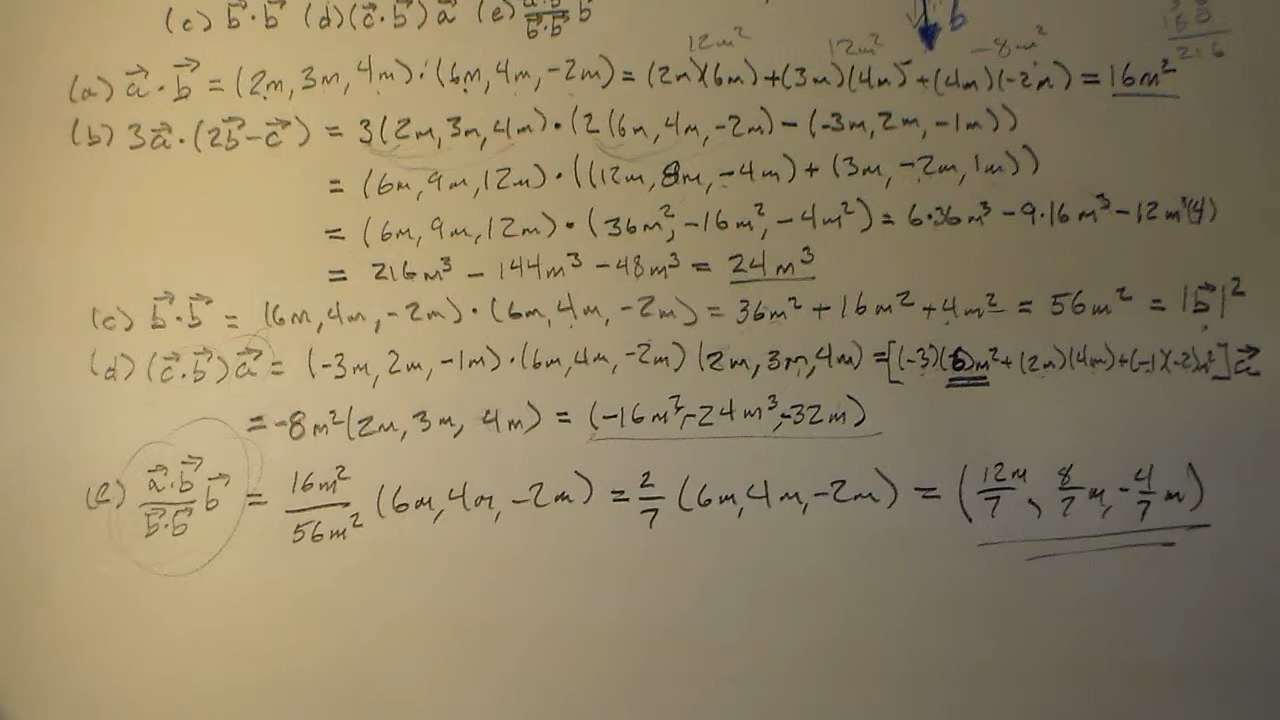 (c) b⃗·b⃗ (d) (c⃗·b⃗) a⃗ (e) a⃗·b⃗/b⃗·b⃗ b⃗
b
216
12m² 12m² -8m²
(a) a⃗·b⃗ = (2m, 3m, 4m)·(6m, 4m, -2m) = (2m)(6m) + (3m)(4m) + (4m)(-2m) = 16m²
(b) 3a⃗·(2b⃗-c⃗) = 3(2m, 3m, 4m)·(2(6m, 4m, -2m) - (-3m, 2m, -1m))
= (6m, 9m, 12m)·((12m, 8m, -4m) + (3m, -2m, 1m))
= (6m, 9m, 12m)·(36m², -16m², -4m²) = 6·36m³ - 9·16m³ - 12m³(4)
= 216m³ - 144m³ - 48m³ = 24m³
(c) b⃗·b⃗ = (6m, 4m, -2m)·(6m, 4m, -2m) = 36m² + 16m² + 4m² = 56m² = |b⃗|²
(d) (c⃗·b⃗) a⃗ = (-3m, 2m, -1m)·(6m, 4m, -2m) (2m, 3m, 4m) = [(-3)(6)m² + (2m)(4m) + (-1)(-2)m²] a⃗
= -8m²(2m, 3m, 4m) = (-16m³, -24m³, -32m)
(e) a⃗·b⃗/b⃗·b⃗ b⃗ = 16m²/56m² (6m, 4m, -2m) = 2/7 (6m, 4m, -2m) = (12m/7, 8/7 m, -4/7 m)